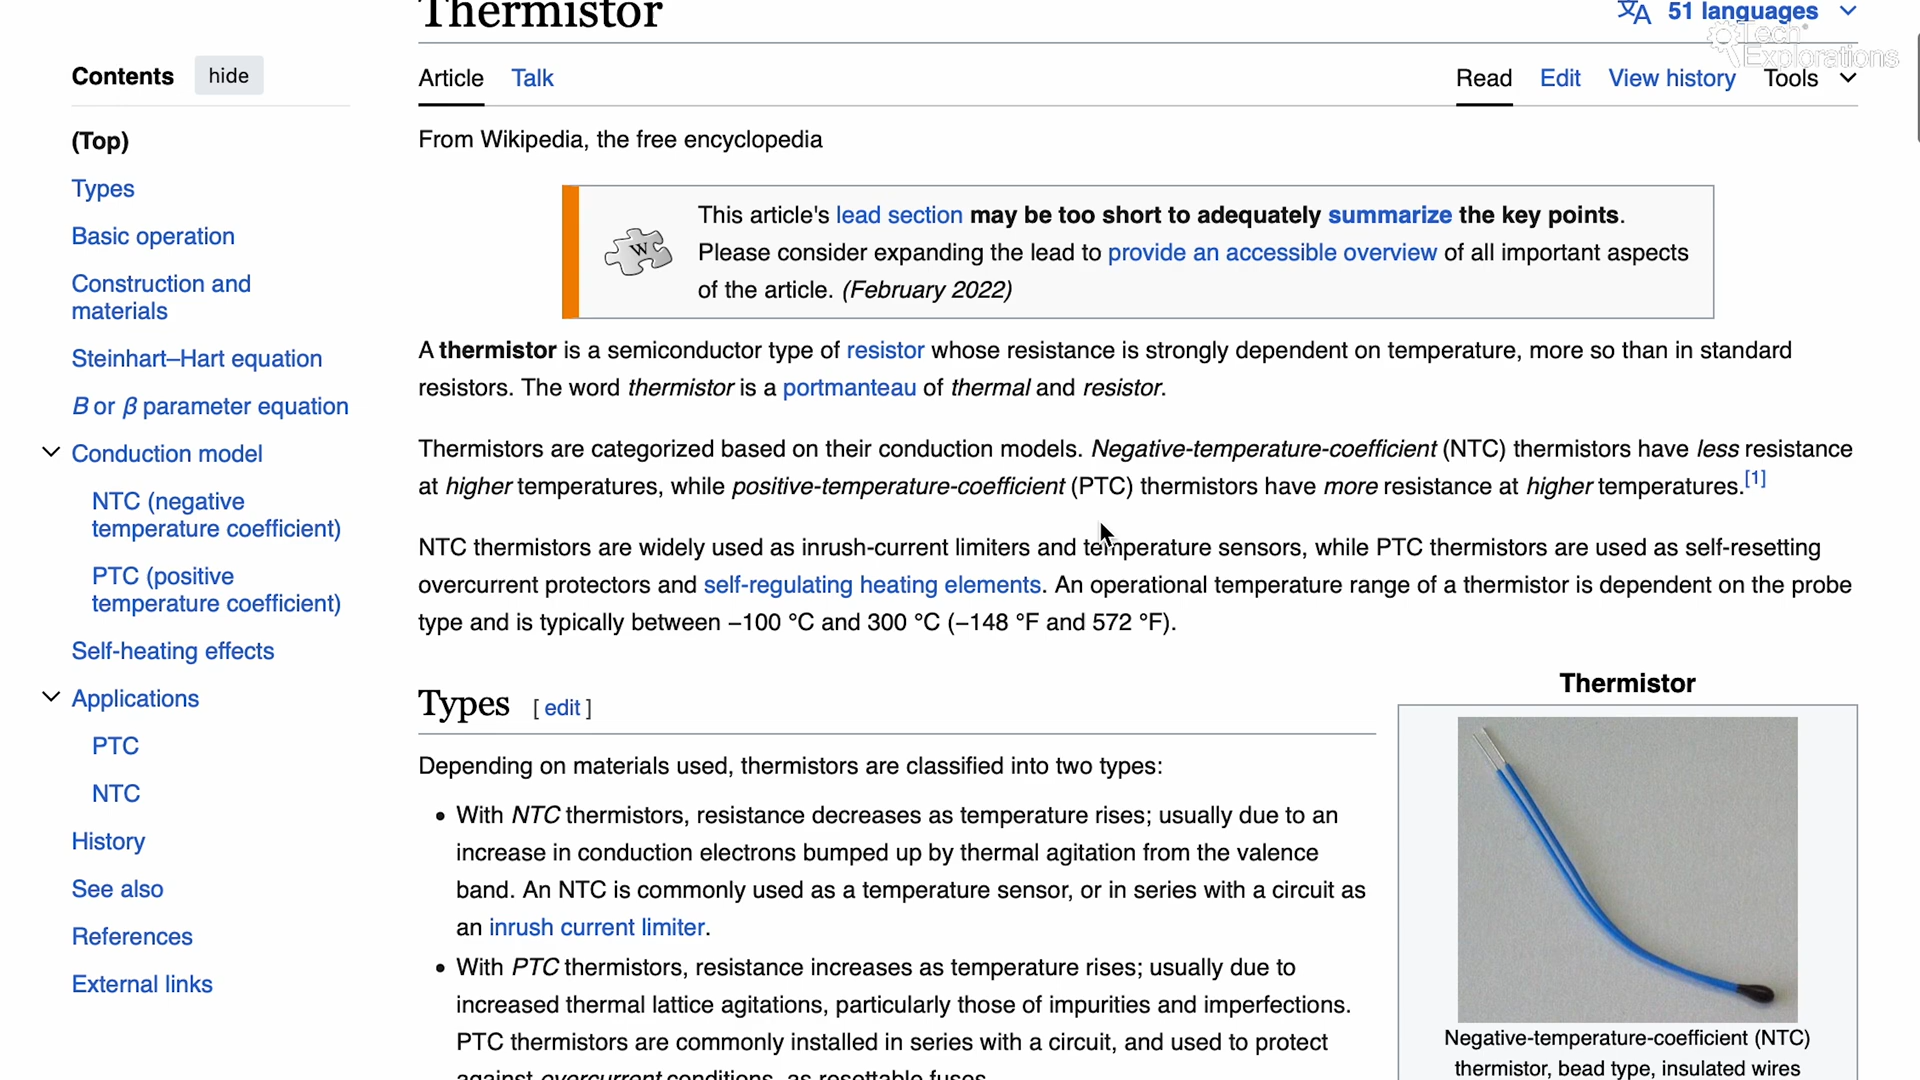 Thermistor
文A 51 languages
Tech Explorations
Contents hide
Article Talk Read Edit View history Tools
(Top)
Types
Basic operation
Construction and
materials
Steinhart–Hart equation
B or β parameter equation
Conduction model
NTC (negative
temperature coefficient)
PTC (positive
temperature coefficient)
Self-heating effects
Applications
PTC
NTC
History
See also
References
External links
From Wikipedia, the free encyclopedia
W
This article's lead section may be too short to adequately summarize the key points.
Please consider expanding the lead to provide an accessible overview of all important aspects
of the article. (February 2022)
A thermistor is a semiconductor type of resistor whose resistance is strongly dependent on temperature, more so than in standard
resistors. The word thermistor is a portmanteau of thermal and resistor.
Thermistors are categorized based on their conduction models. Negative-temperature-coefficient (NTC) thermistors have less resistance
at higher temperatures, while positive-temperature-coefficient (PTC) thermistors have more resistance at higher temperatures.[1]
NTC thermistors are widely used as inrush-current limiters and temperature sensors, while PTC thermistors are used as self-resetting
overcurrent protectors and self-regulating heating elements. An operational temperature range of a thermistor is dependent on the probe
type and is typically between −100 °C and 300 °C (−148 °F and 572 °F).
Types [ edit ]
Depending on materials used, thermistors are classified into two types:
• With NTC thermistors, resistance decreases as temperature rises; usually due to an
increase in conduction electrons bumped up by thermal agitation from the valence
band. An NTC is commonly used as a temperature sensor, or in series with a circuit as
an inrush current limiter.
• With PTC thermistors, resistance increases as temperature rises; usually due to
increased thermal lattice agitations, particularly those of impurities and imperfections.
PTC thermistors are commonly installed in series with a circuit, and used to protect
against overcurrent conditions, as resettable fuses.
Thermistor
Negative-temperature-coefficient (NTC)
thermistor, bead type, insulated wires